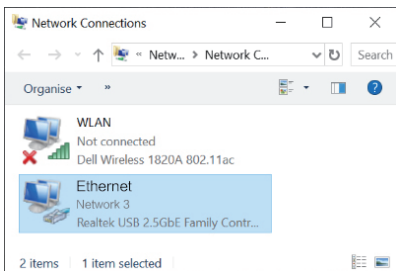 Network Connections
« Netw... > Network C...
Search
Organise
»
WLAN
Not connected
Dell Wireless 1820A 802.11ac
Ethernet
Network 3
Realtek USB 2.5GbE Family Contr...
2 items
1 item selected